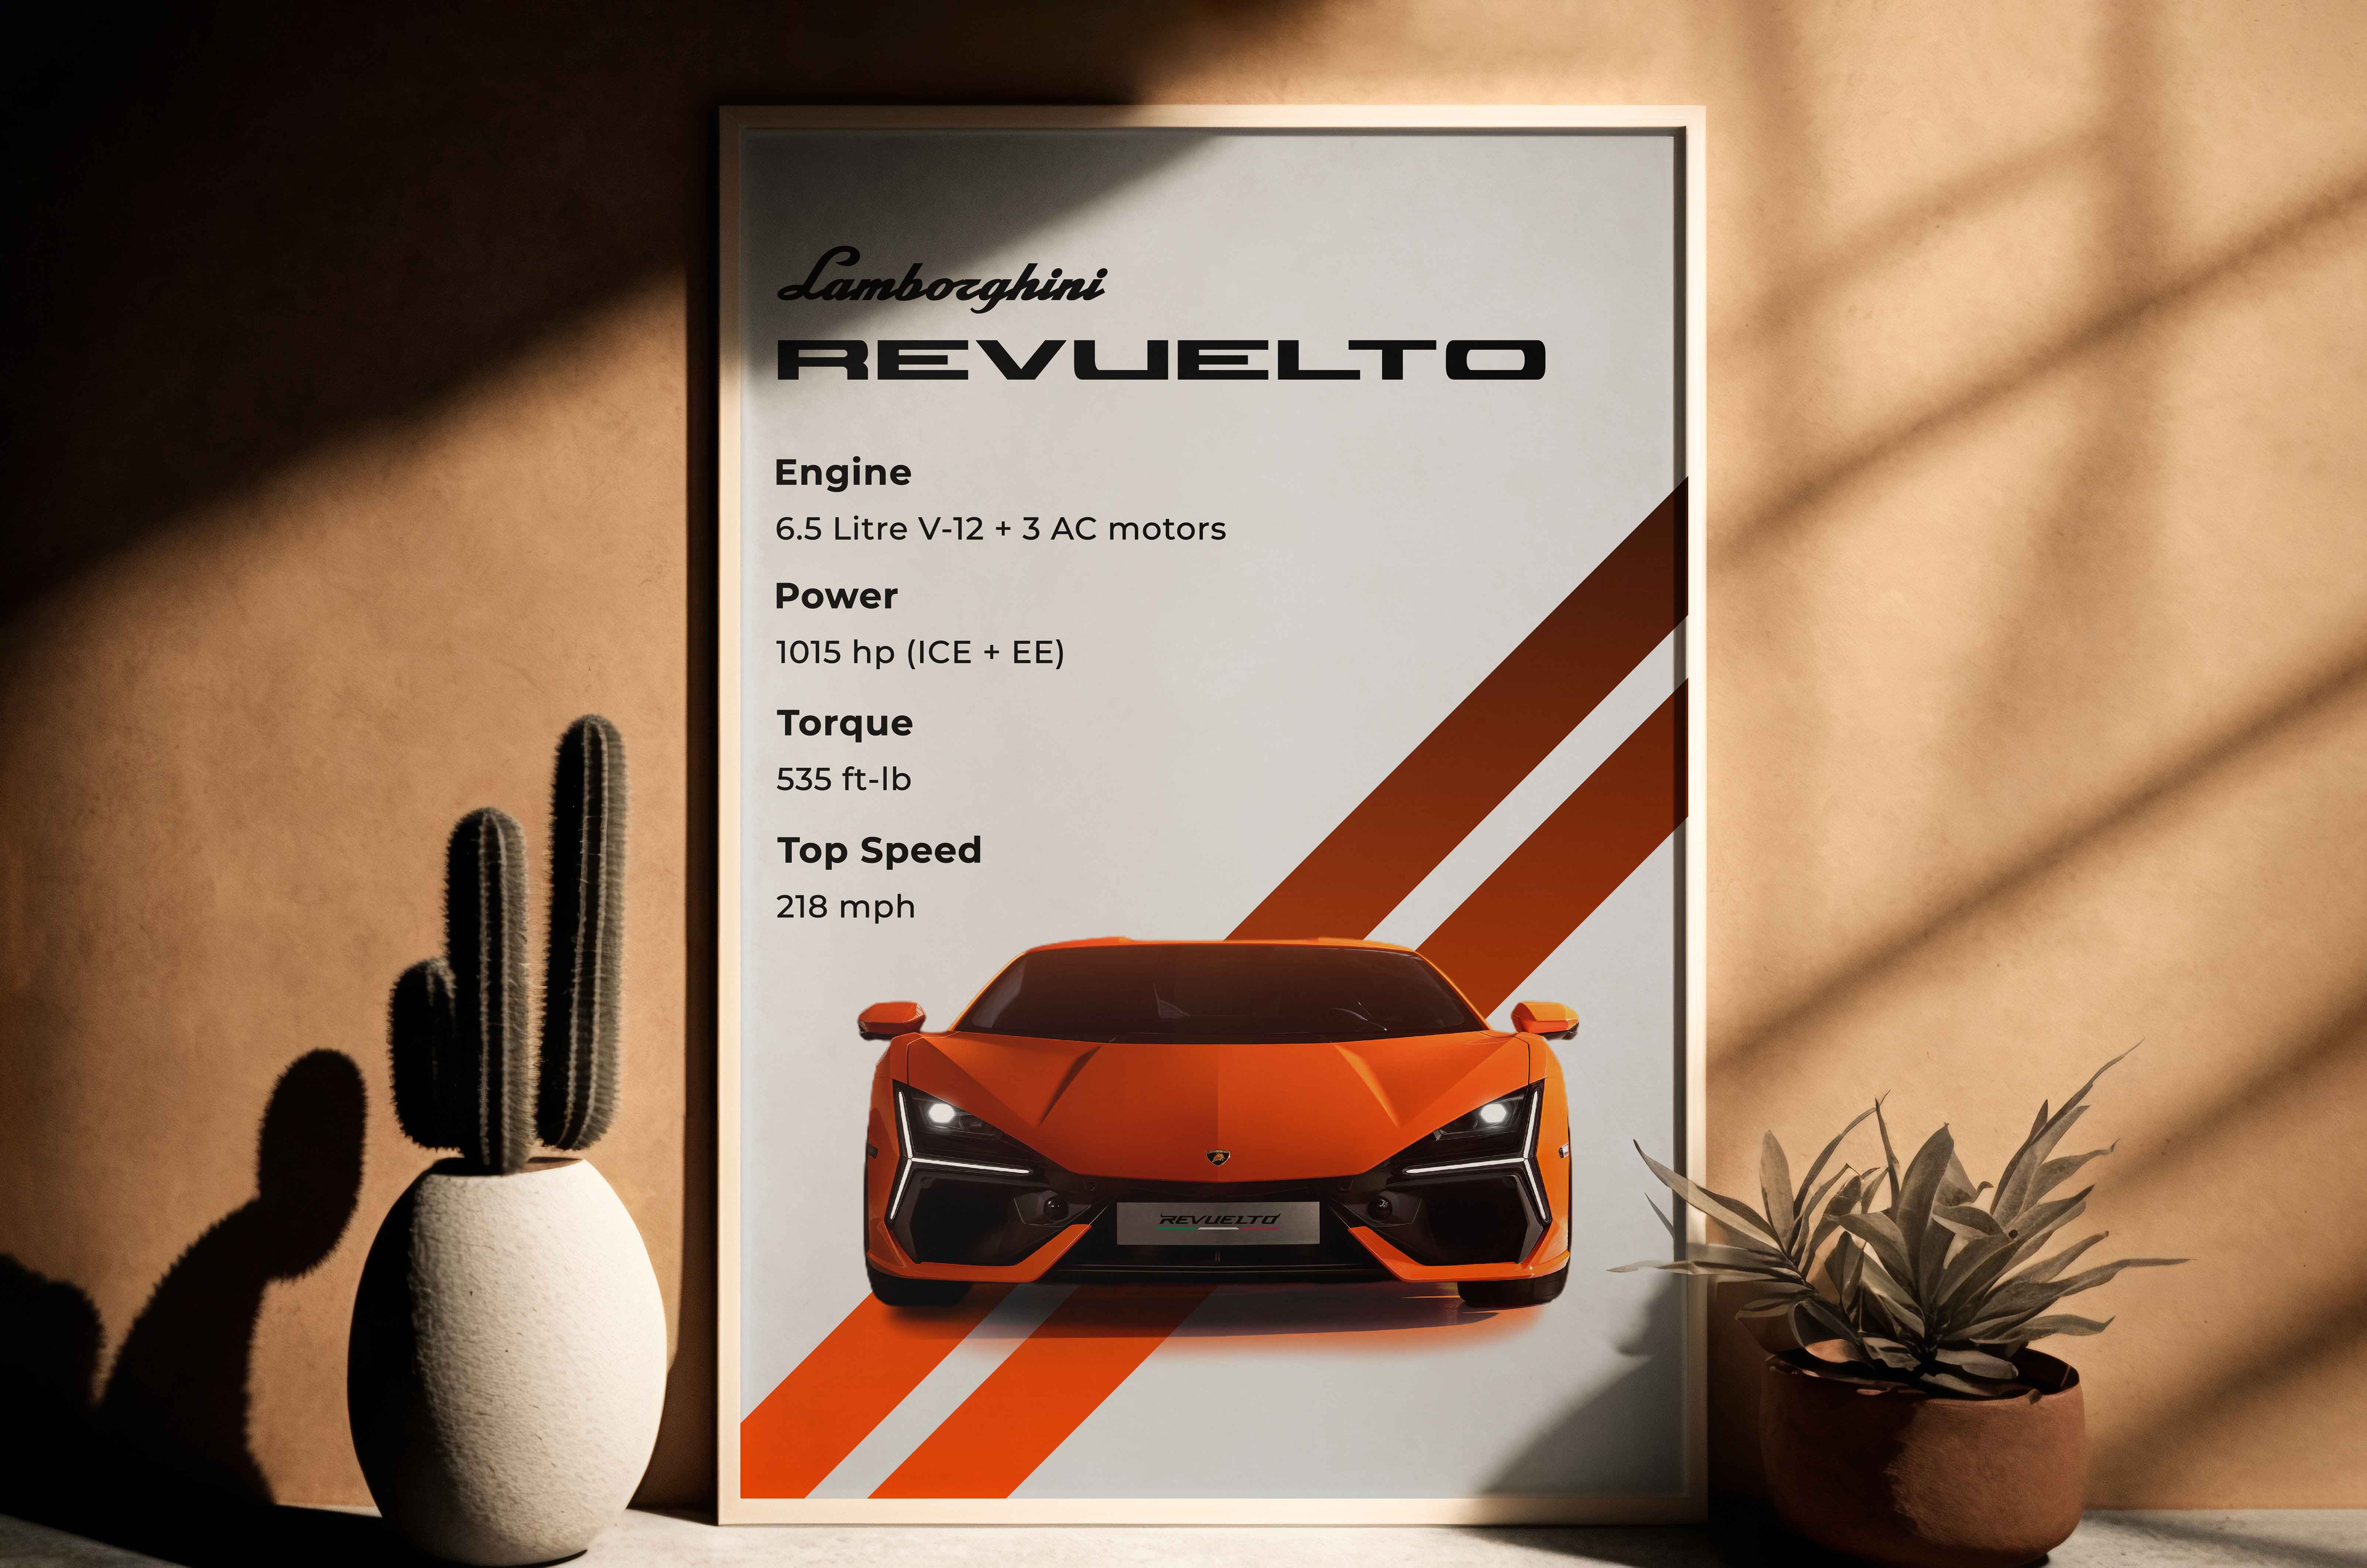 Lamborghini
REVUELTO
Engine
6.5 Litre V-12 + 3 AC motors
Power
1015 hp (ICE + EE)
Torque
535 ft-lb
Top Speed
218 mph
REVUELTO